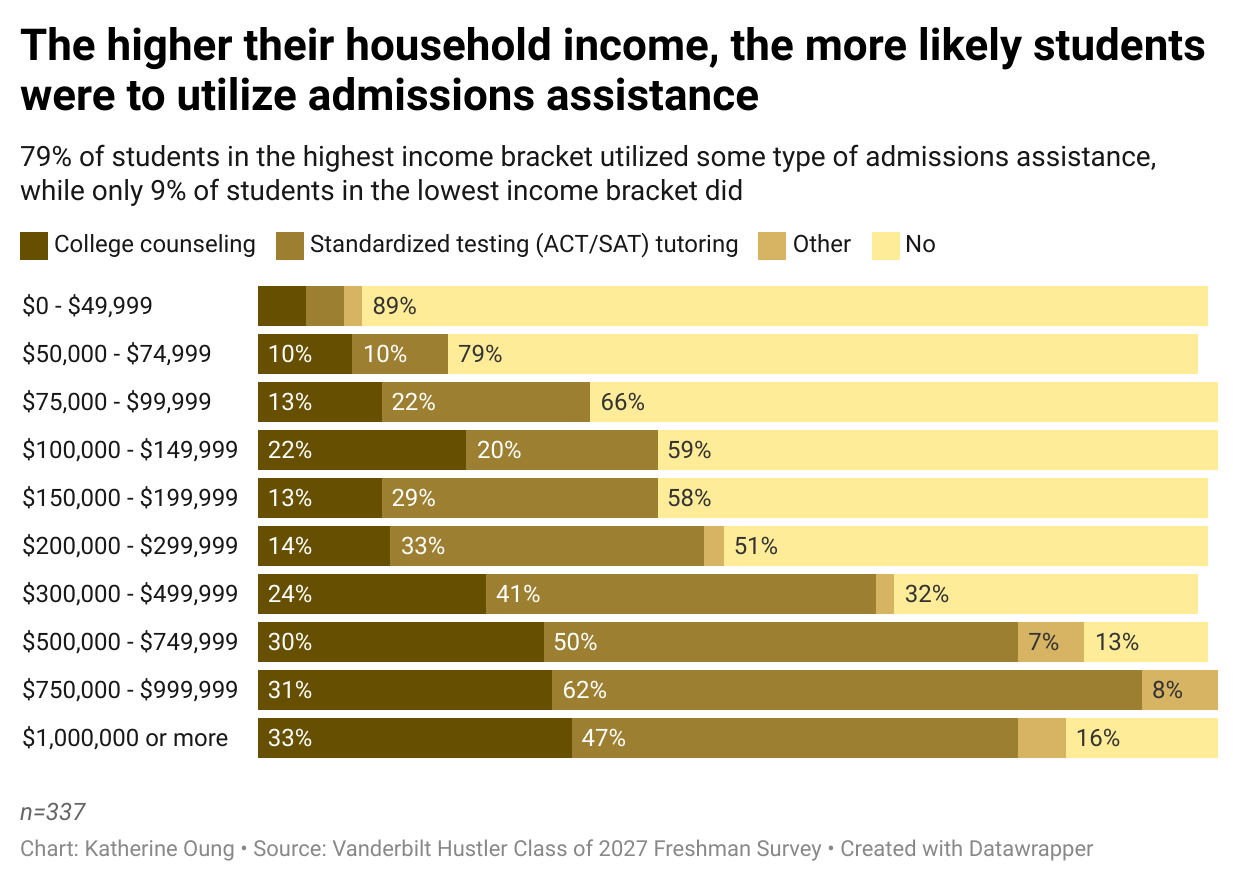 The higher their household income, the more likely students
were to utilize admissions assistance
79% of students in the highest income bracket utilized some type of admissions assistance,
while only 9% of students in the lowest income bracket did
College counseling Standardized testing (ACT/SAT) tutoring Other No
$0 - $49,999 89%
$50,000 - $74,999 10% 10% 79%
$75,000 - $99,999 13% 22% 66%
$100,000 - $149,999 22% 20% 59%
$150,000 - $199,999 13% 29% 58%
$200,000 - $299,999 14% 33% 51%
$300,000 - $499,999 24% 41% 32%
$500,000 - $749,999 30% 50% 7% 13%
$750,000 - $999,999 31% 62% 8%
$1,000,000 or more 33% 47% 16%
n=337
Chart: Katherine Oung • Source: Vanderbilt Hustler Class of 2027 Freshman Survey • Created with Datawrapper